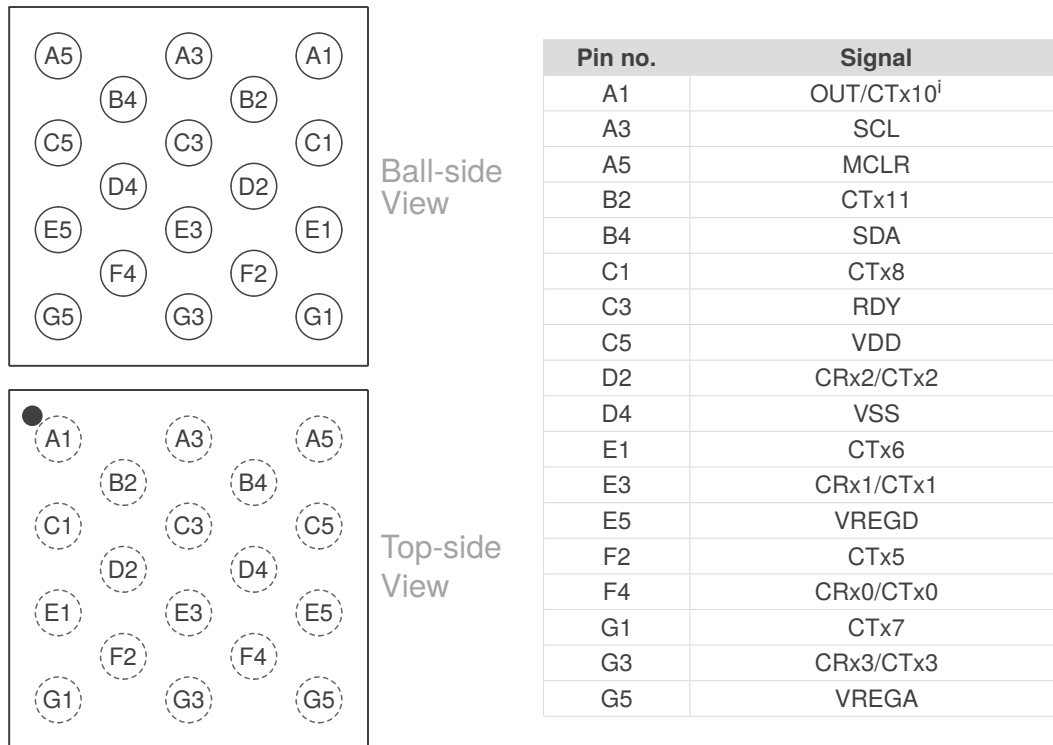 A5 A3 A1
B4 B2
C5 C3 C1
D4 D2
E5 E3 E1
F4 F2
G5 G3 G1
Ball-side
View
A1 A3 A5
B2 B4
C1 C3 C5
D2 D4
E1 E3 E5
F2 F4
G1 G3 G5
Top-side
View
Pin no. Signal
A1 OUT/CTx10ⁱ
A3 SCL
A5 MCLR
B2 CTx11
B4 SDA
C1 CTx8
C3 RDY
C5 VDD
D2 CRx2/CTx2
D4 VSS
E1 CTx6
E3 CRx1/CTx1
E5 VREGD
F2 CTx5
F4 CRx0/CTx0
G1 CTx7
G3 CRx3/CTx3
G5 VREGA